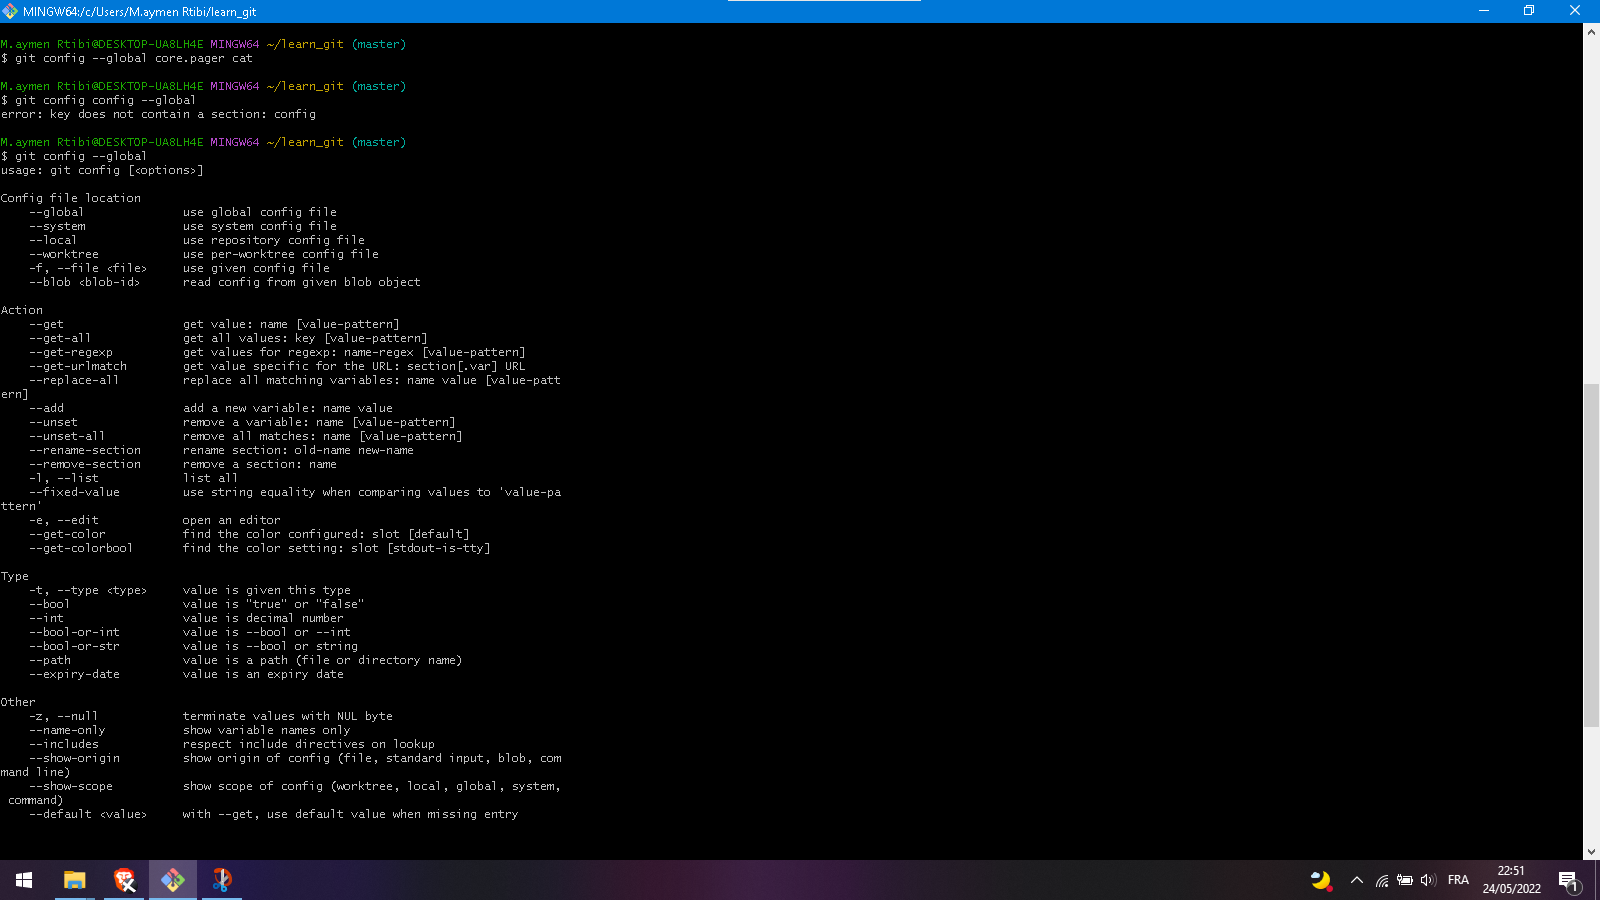 MINGW64:/c/Users/M.aymen Rtibi/learn_git
M.aymen Rtibi@DESKTOP-UA8LH4E MINGW64 ~/learn_git (master)
$ git config --global core.pager cat
M.aymen Rtibi@DESKTOP-UA8LH4E MINGW64 ~/learn_git (master)
$ git config config --global
error: key does not contain a section: config
M.aymen Rtibi@DESKTOP-UA8LH4E MINGW64 ~/learn_git (master)
$ git config --global
usage: git config [<options>]
Config file location
    --global              use global config file
    --system              use system config file
    --local               use repository config file
    --worktree            use per-worktree config file
    -f, --file <file>     use given config file
    --blob <blob-id>      read config from given blob object
Action
    --get                 get value: name [value-pattern]
    --get-all             get all values: key [value-pattern]
    --get-regexp          get values for regexp: name-regex [value-pattern]
    --get-urlmatch        get value specific for the URL: section[.var] URL
    --replace-all         replace all matching variables: name value [value-patt
ern]
    --add                 add a new variable: name value
    --unset               remove a variable: name [value-pattern]
    --unset-all           remove all matches: name [value-pattern]
    --rename-section      rename section: old-name new-name
    --remove-section      remove a section: name
    -l, --list            list all
    --fixed-value         use string equality when comparing values to 'value-pa
ttern'
    -e, --edit            open an editor
    --get-color           find the color configured: slot [default]
    --get-colorbool       find the color setting: slot [stdout-is-tty]
Type
    -t, --type <type>     value is given this type
    --bool                value is "true" or "false"
    --int                 value is decimal number
    --bool-or-int         value is --bool or --int
    --bool-or-str         value is --bool or string
    --path                value is a path (file or directory name)
    --expiry-date         value is an expiry date
Other
    -z, --null            terminate values with NUL byte
    --name-only           show variable names only
    --includes            respect include directives on lookup
    --show-origin         show origin of config (file, standard input, blob, com
mand line)
    --show-scope          show scope of config (worktree, local, global, system,
 command)
    --default <value>     with --get, use default value when missing entry
FRA
22:51
24/05/2022
1